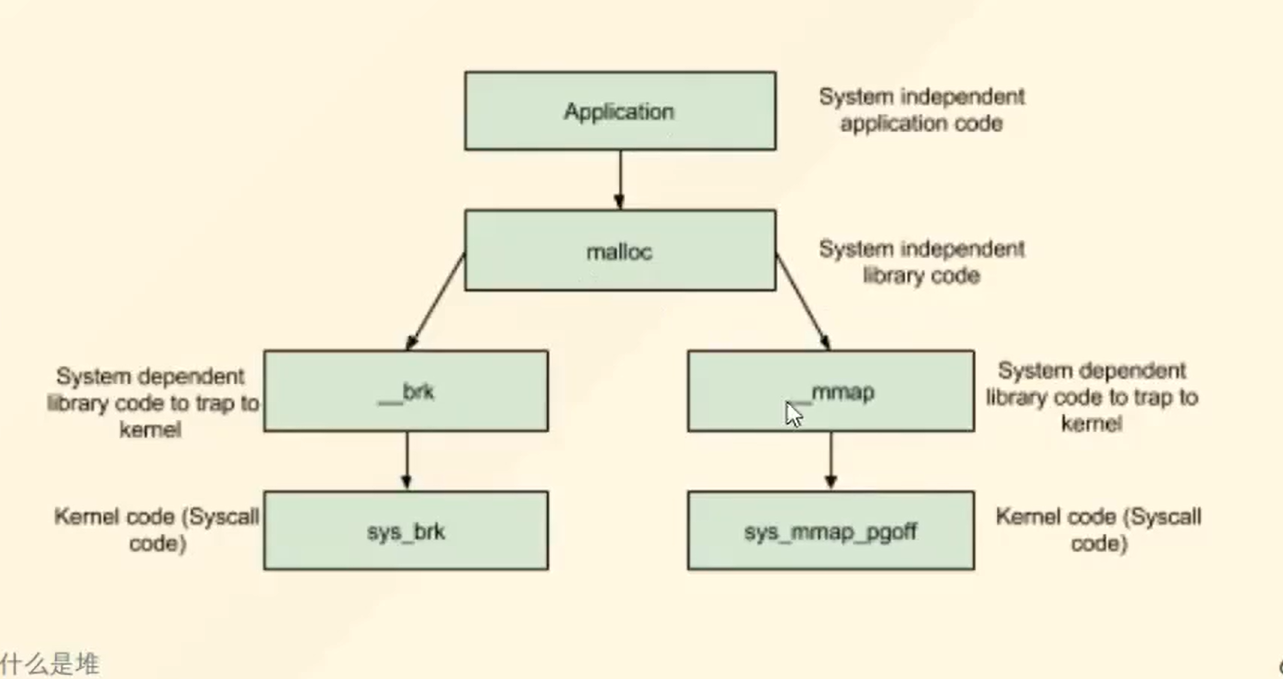 Application
System independent
application code
malloc
System independent
library code
System dependent
library code to trap to
kernel
__brk
__mmap
System dependent
library code to trap to
kernel
Kernel code (Syscall
code)
sys_brk
sys_mmap_pgoff
Kernel code (Syscall
code)
什么是堆